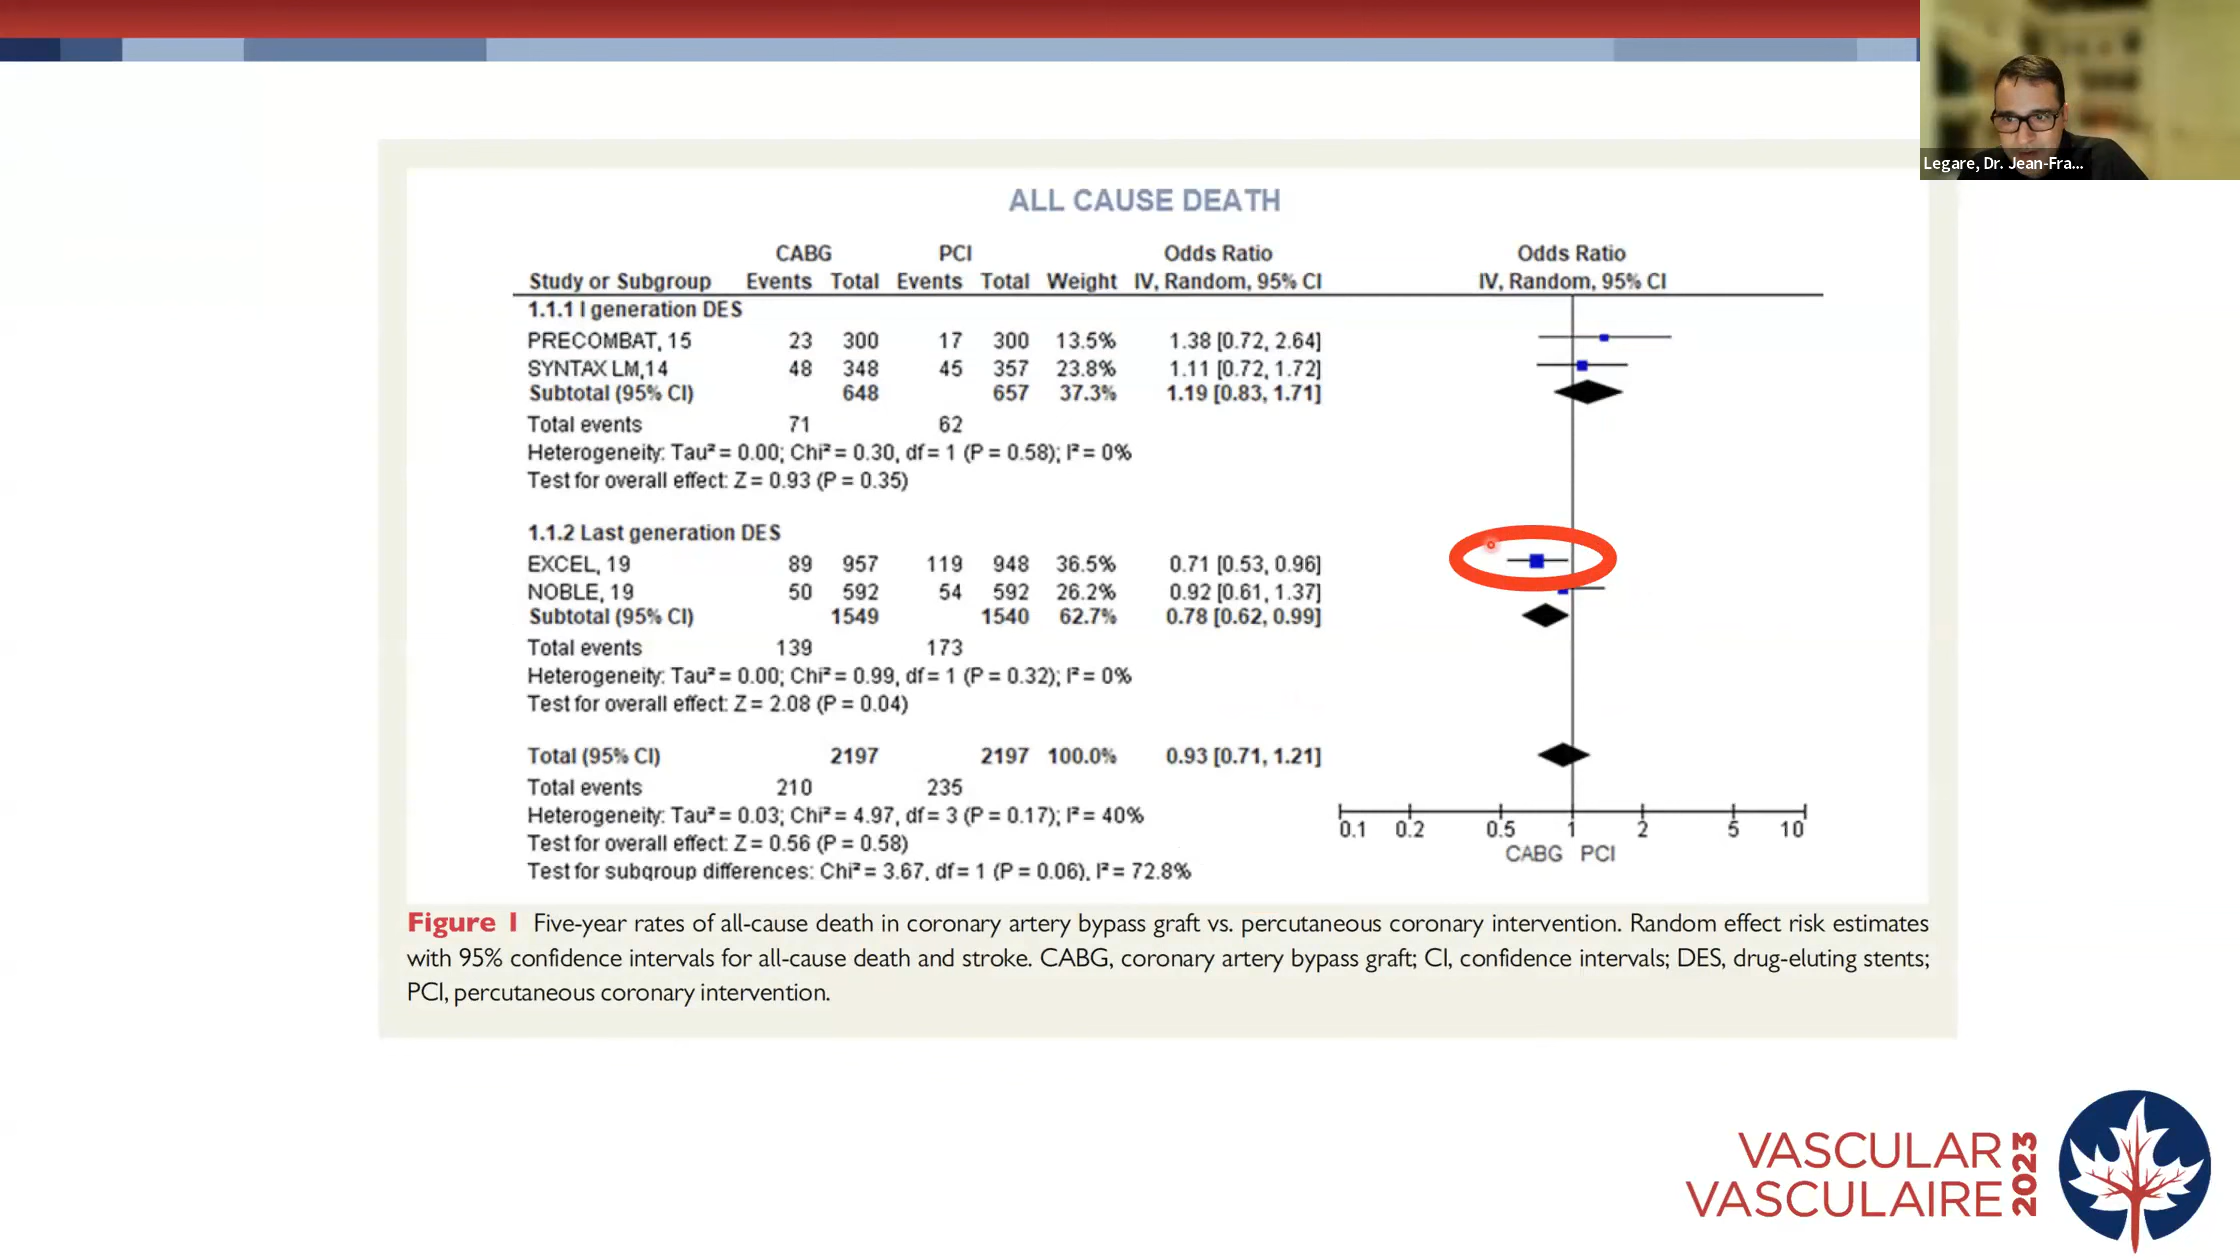 Legare, Dr. Jean-Fra...
ALL CAUSE DEATH
CABG PCI Odds Ratio Odds Ratio
Study or Subgroup Events Total Events Total Weight IV, Random, 95% CI IV, Random, 95% CI
1.1.1 I generation DES
PRECOMBAT, 15 23 300 17 300 13.5% 1.38 [0.72, 2.64]
SYNTAX LM,14 48 348 45 357 23.8% 1.11 [0.72, 1.72]
Subtotal (95% CI) 648 657 37.3% 1.19 [0.83, 1.71]
Total events 71 62
Heterogeneity: Tau² = 0.00; Chi² = 0.30, df = 1 (P = 0.58); I² = 0%
Test for overall effect: Z = 0.93 (P = 0.35)
1.1.2 Last generation DES
EXCEL, 19 89 957 119 948 36.5% 0.71 [0.53, 0.96]
NOBLE, 19 50 592 54 592 26.2% 0.92 [0.61, 1.37]
Subtotal (95% CI) 1549 1540 62.7% 0.78 [0.62, 0.99]
Total events 139 173
Heterogeneity: Tau² = 0.00; Chi² = 0.99, df = 1 (P = 0.32); I² = 0%
Test for overall effect: Z = 2.08 (P = 0.04)
Total (95% CI) 2197 2197 100.0% 0.93 [0.71, 1.21]
Total events 210 235
Heterogeneity: Tau² = 0.03; Chi² = 4.97, df = 3 (P = 0.17); I² = 40%
Test for overall effect: Z = 0.56 (P = 0.58)
Test for subgroup differences: Chi² = 3.67, df = 1 (P = 0.06), I² = 72.8%
0.1 0.2 0.5 1 2 5 10
CABG PCI
Figure 1 Five-year rates of all-cause death in coronary artery bypass graft vs. percutaneous coronary intervention. Random effect risk estimates
with 95% confidence intervals for all-cause death and stroke. CABG, coronary artery bypass graft; CI, confidence intervals; DES, drug-eluting stents;
PCI, percutaneous coronary intervention.
VASCULAR
VASCULAIRE
2023